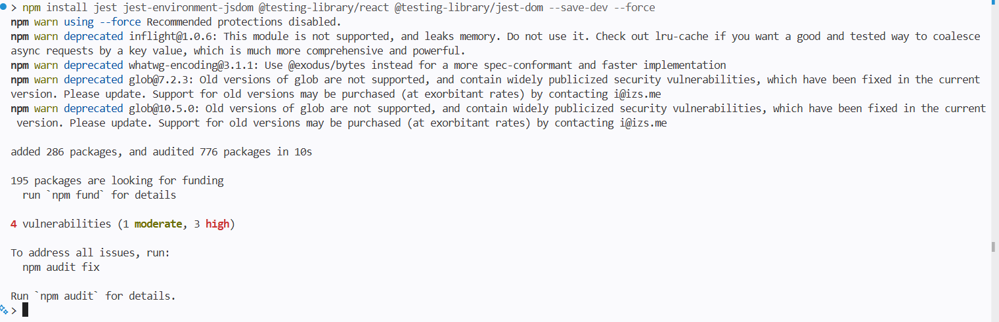 > npm install jest jest-environment-jsdom @testing-library/react @testing-library/jest-dom --save-dev --force
npm warn using --force Recommended protections disabled.
npm warn deprecated inflight@1.0.6: This module is not supported, and leaks memory. Do not use it. Check out lru-cache if you want a good and tested way to coalesce
async requests by a key value, which is much more comprehensive and powerful.
npm warn deprecated whatwg-encoding@3.1.1: Use @exodus/bytes instead for a more spec-conformant and faster implementation
npm warn deprecated glob@7.2.3: Old versions of glob are not supported, and contain widely publicized security vulnerabilities, which have been fixed in the current
version. Please update. Support for old versions may be purchased (at exorbitant rates) by contacting i@izs.me
npm warn deprecated glob@10.5.0: Old versions of glob are not supported, and contain widely publicized security vulnerabilities, which have been fixed in the current
version. Please update. Support for old versions may be purchased (at exorbitant rates) by contacting i@izs.me
added 286 packages, and audited 776 packages in 10s
195 packages are looking for funding
run `npm fund` for details
4 vulnerabilities (1 moderate, 3 high)
To address all issues, run:
npm audit fix
Run `npm audit` for details.
>